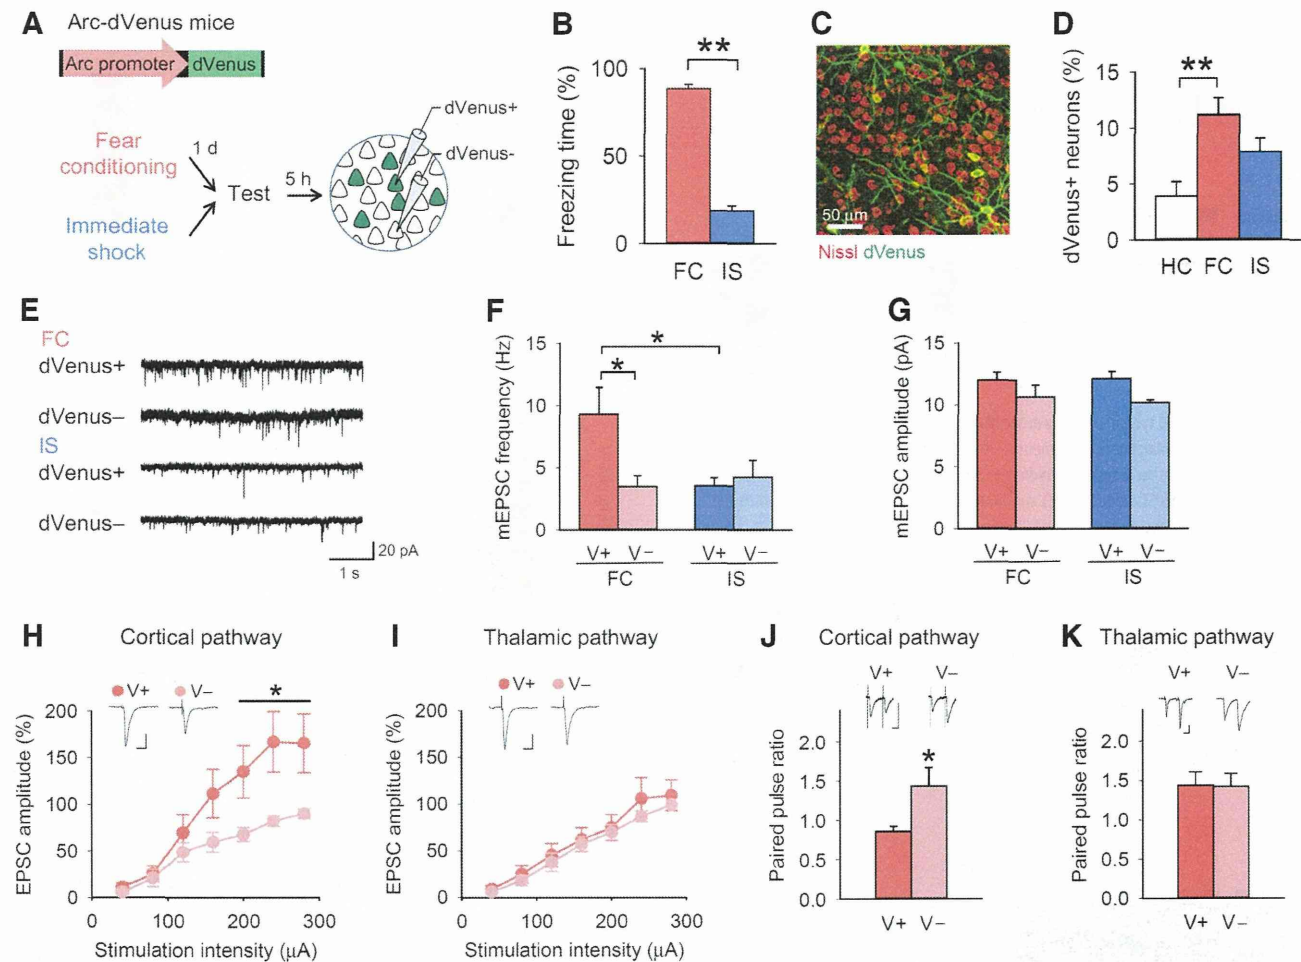 A
Arc-dVenus mice
Arc promoter
dVenus
Fear
conditioning
1 d
Immediate
shock
Test
5 h
dVenus+
dVenus-
B
**
Freezing time (%)
100
50
0
FC IS
C
50 µm
Nissl dVenus
D
**
dVenus+ neurons (%)
15
10
5
0
HC FC IS
E
FC
dVenus+
dVenus–
IS
dVenus+
dVenus–
20 pA
1 s
F
*
*
mEPSC frequency (Hz)
15
10
5
0
V+ V– V+ V–
FC IS
G
mEPSC amplitude (pA)
15
10
5
0
V+ V– V+ V–
FC IS
H Cortical pathway
V+ V–
*
EPSC amplitude (%)
200
150
100
50
0
0 100 200 300
Stimulation intensity (µA)
I Thalamic pathway
V+ V–
EPSC amplitude (%)
200
150
100
50
0
0 100 200 300
Stimulation intensity (µA)
J Cortical pathway
V+ V–
*
Paired pulse ratio
2.0
1.5
1.0
0.5
0.0
V+ V–
K Thalamic pathway
V+ V–
Paired pulse ratio
2.0
1.5
1.0
0.5
0.0
V+ V–